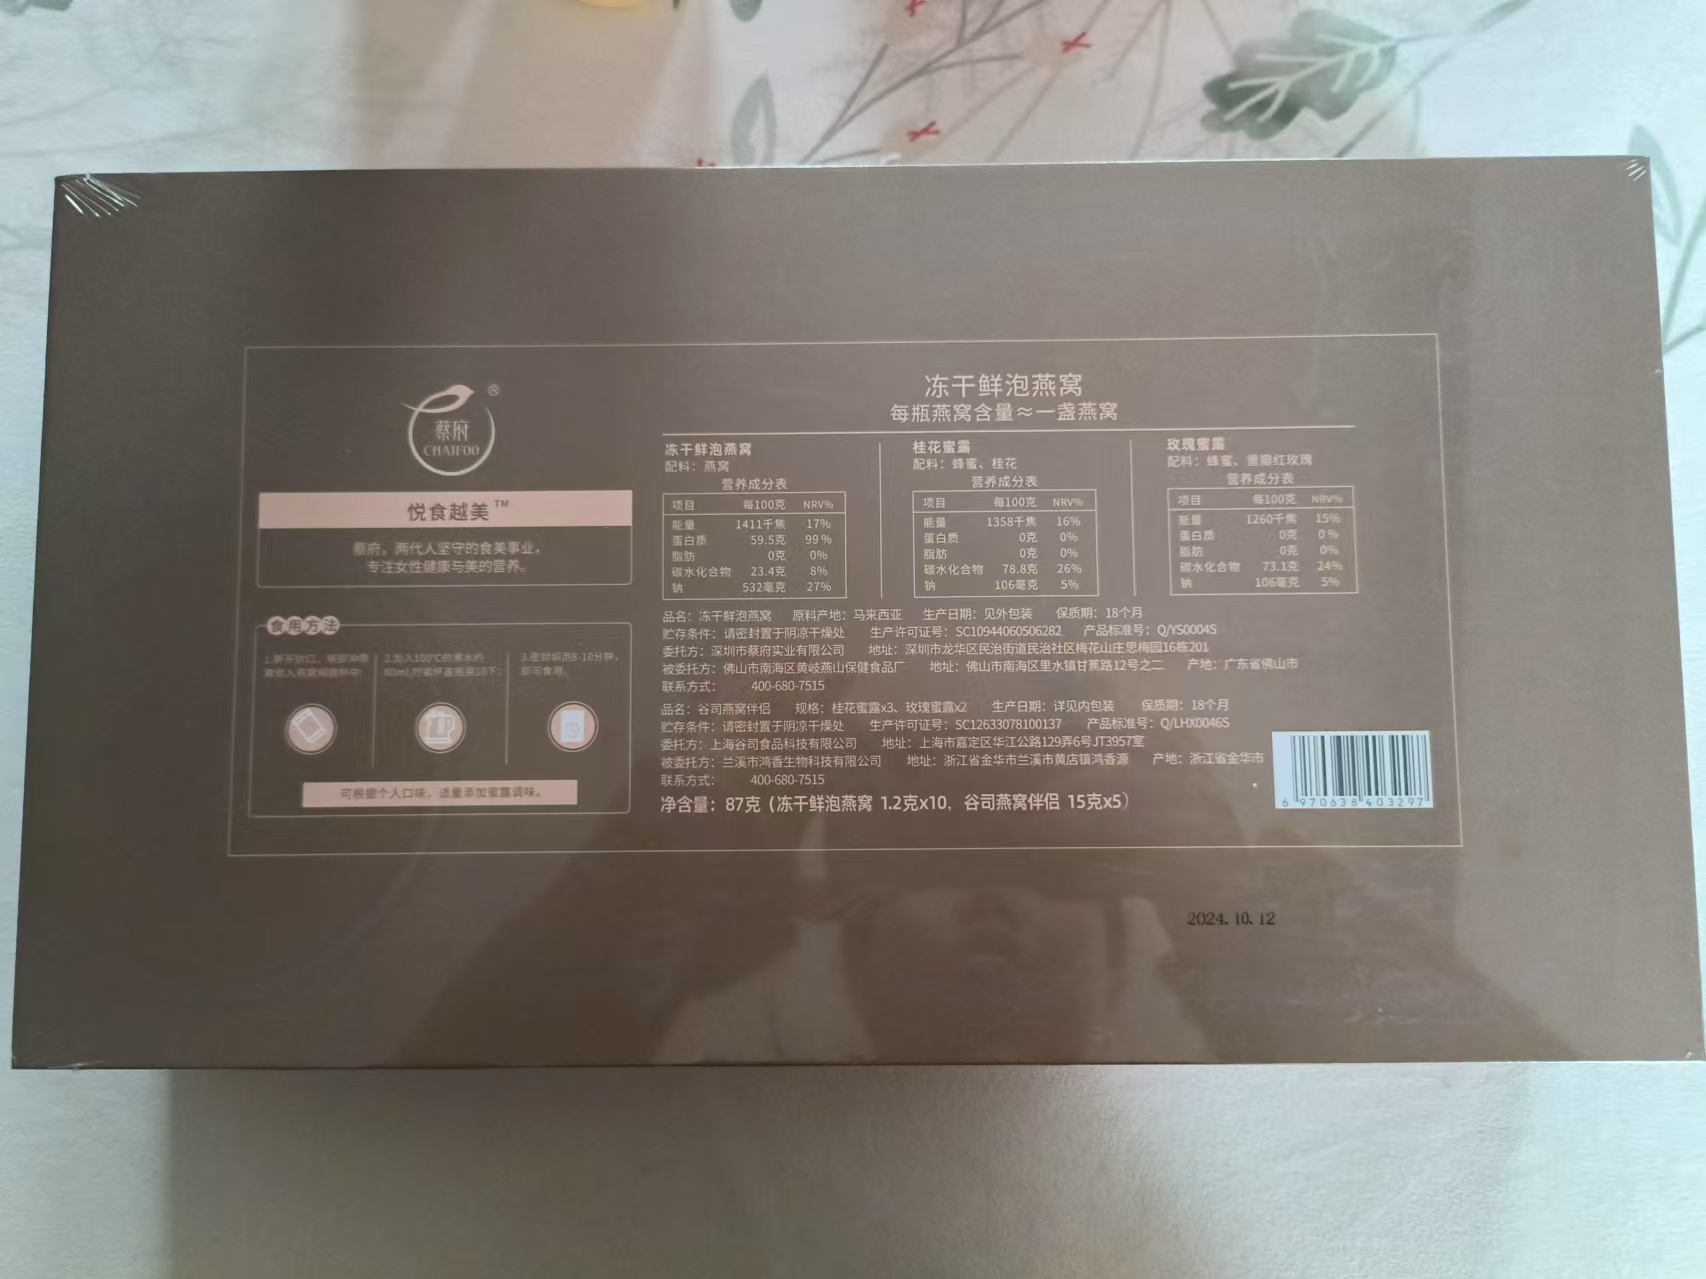 蔡府
CHAIFOO
®
悦食越美™
蔡府。两代人坚守的食美事业,
专注女性健康与美的营养。
食用方法
2.加入100℃的沸水约
3.密封焖泡8-10分钟,
即可食用。
可根据个人口味,适量添加蜜露调味。
冻干鲜泡燕窝
每瓶燕窝含量≈一盏燕窝
冻干鲜泡燕窝
配料:燕窝
营养成分表
项目 每100克 NRV%
能量 1411千焦 17%
蛋白质 59.5克 99%
脂肪 0克 0%
碳水化合物 23.4克 8%
钠 532毫克 27%
桂花蜜露
配料:蜂蜜、桂花
营养成分表
项目 每100克 NRV%
能量 1358千焦 16%
蛋白质 0克 0%
脂肪 0克 0%
碳水化合物 78.8克 26%
钠 106毫克 5%
玫瑰蜜露
配料:蜂蜜、重瓣红玫瑰
营养成分表
项目 每100克 NRV%
能量 1260千焦 15%
蛋白质 0克 0%
脂肪 0克 0%
碳水化合物 73.1克 24%
钠 106毫克 5%
品名:冻干鲜泡燕窝 原料产地:马来西亚 生产日期:见外包装 保质期:18个月
贮存条件:请密封置于阴凉干燥处 生产许可证号:SC10944060506282 产品标准号:Q/YS0004S
委托方:深圳市蔡府实业有限公司 地址:深圳市龙华区民治街道民治社区梅花山庄思梅园16栋201
被委托方:佛山市南海区黄岐燕山保健食品厂 地址:佛山市南海区里水镇甘蕉路12号之二 产地:广东省佛山市
联系方式: 400-680-7515
品名:谷司燕窝伴侣 规格:桂花蜜露x3、玫瑰蜜露x2 生产日期:详见内包装 保质期:18个月
贮存条件:请密封置于阴凉干燥处 生产许可证号:SC12633078100137 产品标准号:Q/LHX0046S
委托方:上海谷司食品科技有限公司 地址:上海市嘉定区华江公路129弄6号JT3957室
被委托方:兰溪市鸿香生物科技有限公司 地址:浙江省金华市兰溪市黄店镇鸿香源 产地:浙江省金华市
联系方式: 400-680-7515
净含量:87克(冻干鲜泡燕窝 1.2克x10,谷司燕窝伴侣 15克x5)
6 970638 403297
2024.10.12